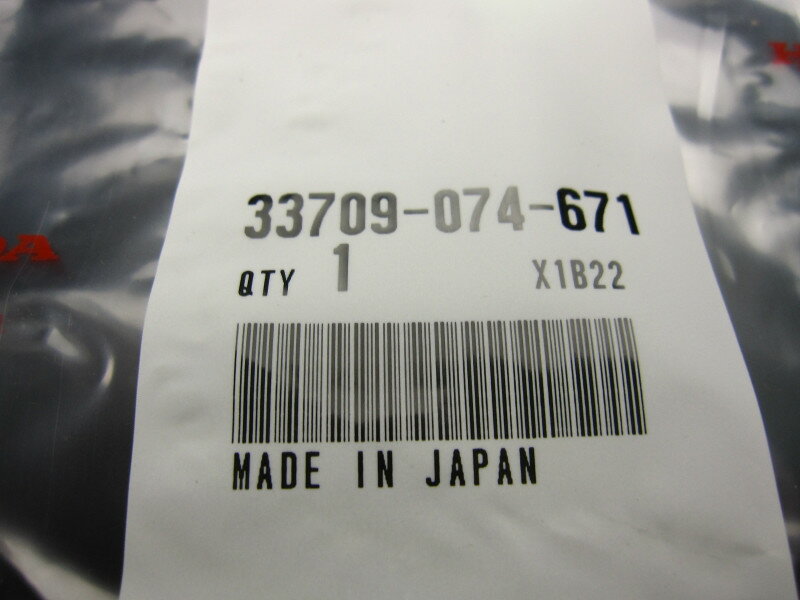 33709-074-671
QTY 1 X1B22
MADE IN JAPAN